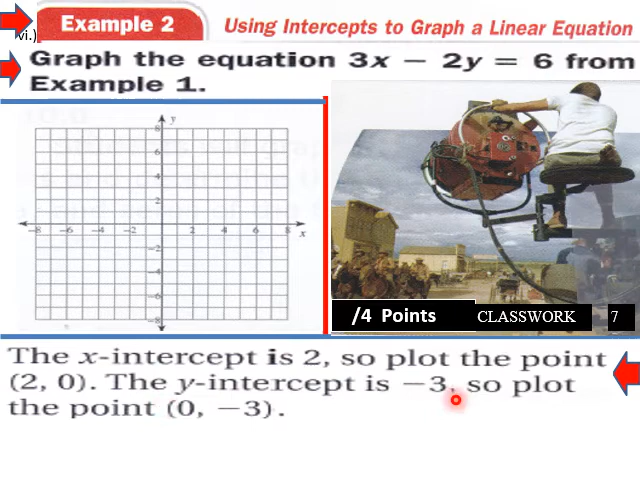 vi.)
Example 2
Using Intercepts to Graph a Linear Equation
Graph the equation 3x − 2y = 6 from
Example 1.
y
8
6
4
2
−8 −6 −4 −2 2 4 6 8 x
−2
−4
−6
−8
/4 Points CLASSWORK 7
The x-intercept is 2, so plot the point
(2, 0). The y-intercept is −3, so plot
the point (0, −3).